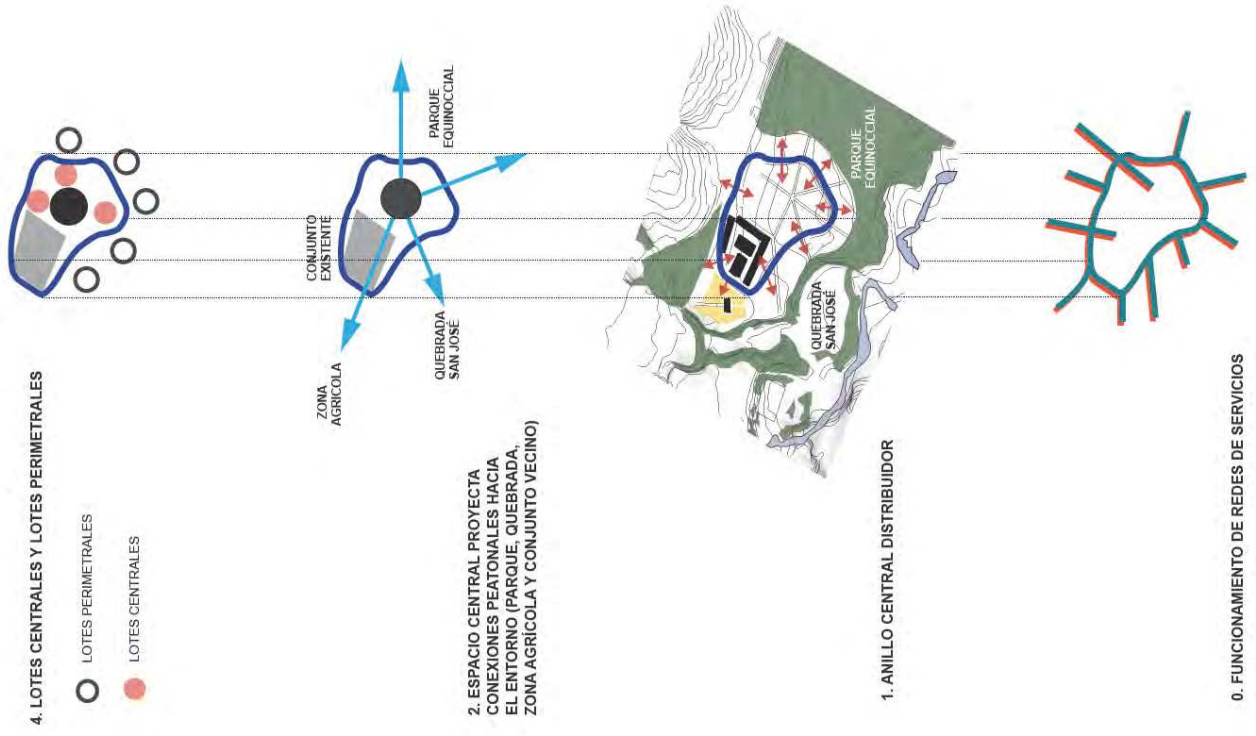 4. LOTES CENTRALES Y LOTES PERIMETRALES
LOTES PERIMETRALES
LOTES CENTRALES
2. ESPACIO CENTRAL PROYECTA
CONEXIONES PEATONALES HACIA
EL ENTORNO (PARQUE, QUEBRADA,
ZONA AGRÍCOLA Y CONJUNTO VECINO)
ZONA
AGRICOLA
CONJUNTO
EXISTENTE
QUEBRADA
SAN JOSÉ
PARQUE
EQUINOCCIAL
1. ANILLO CENTRAL DISTRIBUIDOR
QUEBRADA
SAN JOSÉ
PARQUE
EQUINOCCIAL
0. FUNCIONAMIENTO DE REDES DE SERVICIOS